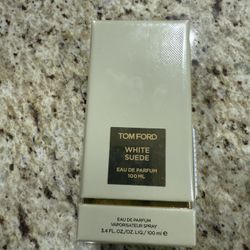 TOM FORD
WHITE
SUEDE
EAU DE PARFUM
100 ML
EAU DE PARFUM
VAPORISATEUR SPRAY
3.4 FL.OZ./OZ. LIQ./100 ml ℮